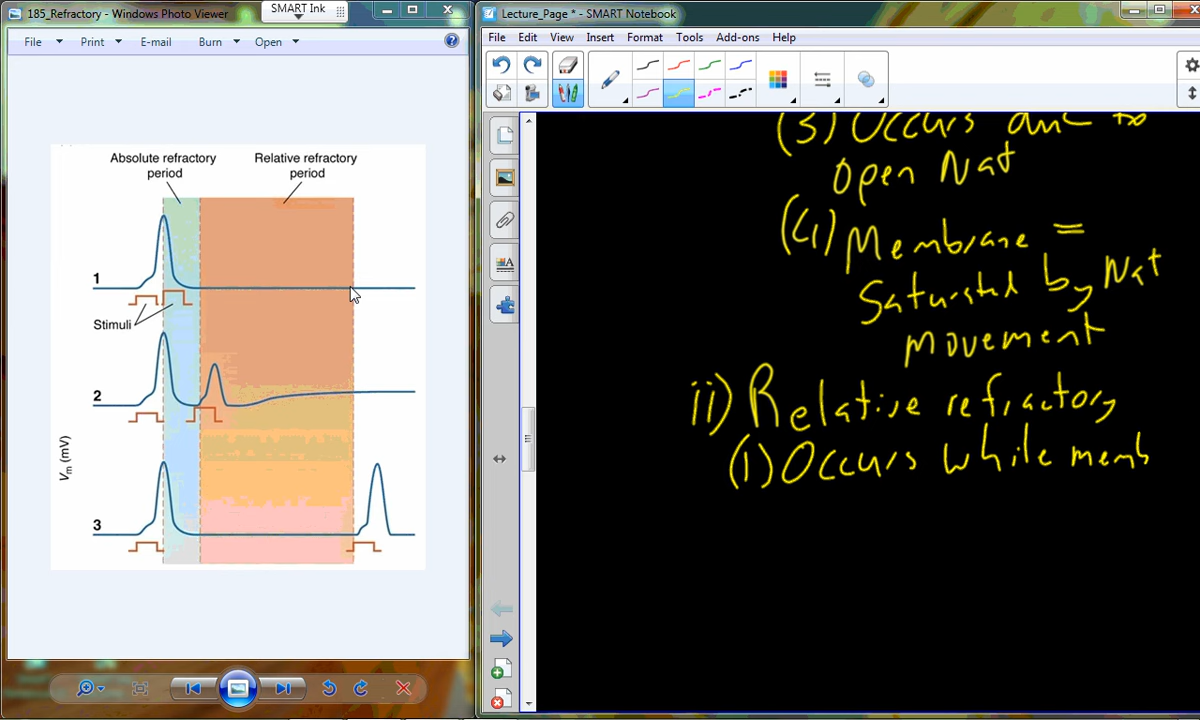 185_Refractory - Windows Photo Viewer
SMART Ink
File Print E-mail Burn Open
Absolute refractory
period
Relative refractory
period
1
Stimuli
2
Vm (mV)
3
Lecture_Page * - SMART Notebook
File Edit View Insert Format Tools Add-ons Help
(3) Occurs due to
Open Na+
(4) Membrane =
Saturated by Na+
movement
ii) Relative refractory
(1) Occurs while memb